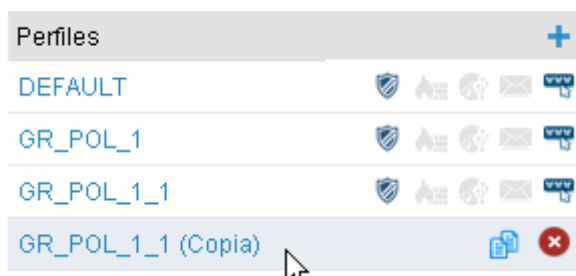 Perfiles
DEFAULT
GR_POL_1
GR_POL_1_1
GR_POL_1_1 (Copia)